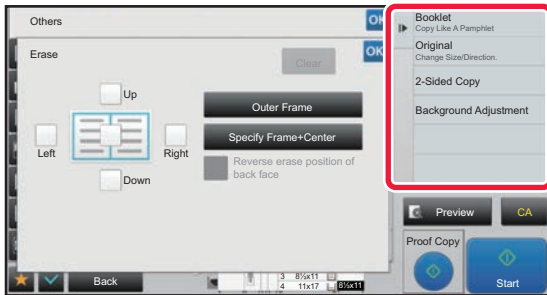 Others
OK
Erase
Clear
OK
Up
Left
Right
Down
Outer Frame
Specify Frame+Center
Reverse erase position of
back face
Back
3 8½x11
4 11x17
8½x11
Booklet
Copy Like A Pamphlet
Original
Change Size/Direction.
2-Sided Copy
Background Adjustment
Preview
CA
Proof Copy
Start